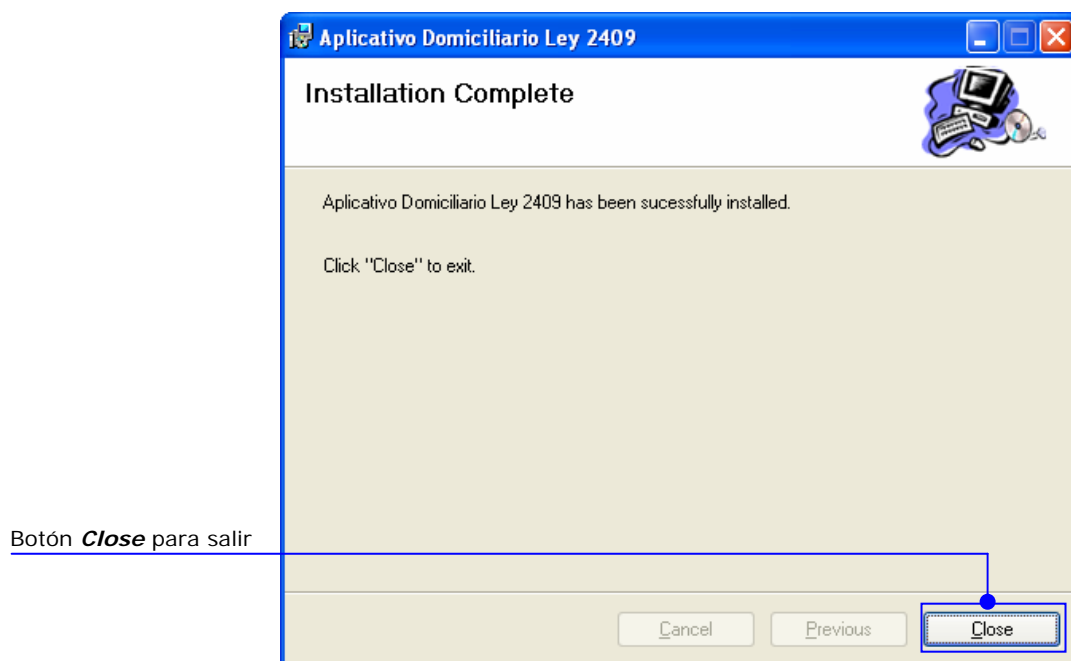 Aplicativo Domiciliario Ley 2409
Installation Complete
Aplicativo Domiciliario Ley 2409 has been sucessfully installed.
Click "Close" to exit.
Botón Close para salir
Cancel
Previous
Close